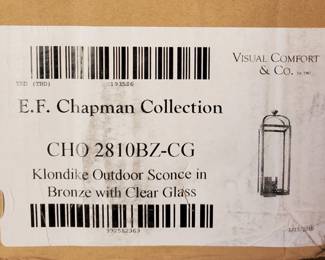 VISUAL COMFORT
& CO.
E.F. Chapman Collection
CHO 2810BZ-CG
Klondike Outdoor Sconce in
Bronze with Clear Glass